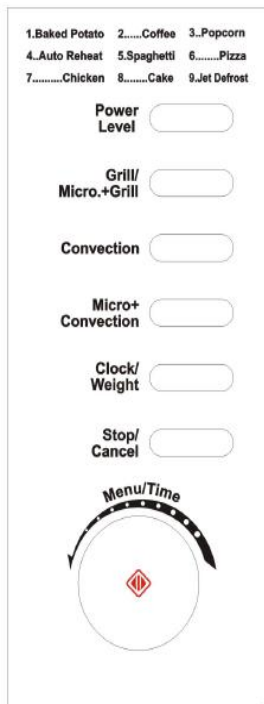 1.Baked Potato 2......Coffee 3..Popcorn
4..Auto Reheat 5.Spaghetti 6........Pizza
7..........Chicken 8........Cake 9.Jet Defrost
Power
Level
Grill/
Micro.+Grill
Convection
Micro+
Convection
Clock/
Weight
Stop/
Cancel
Menu/Time